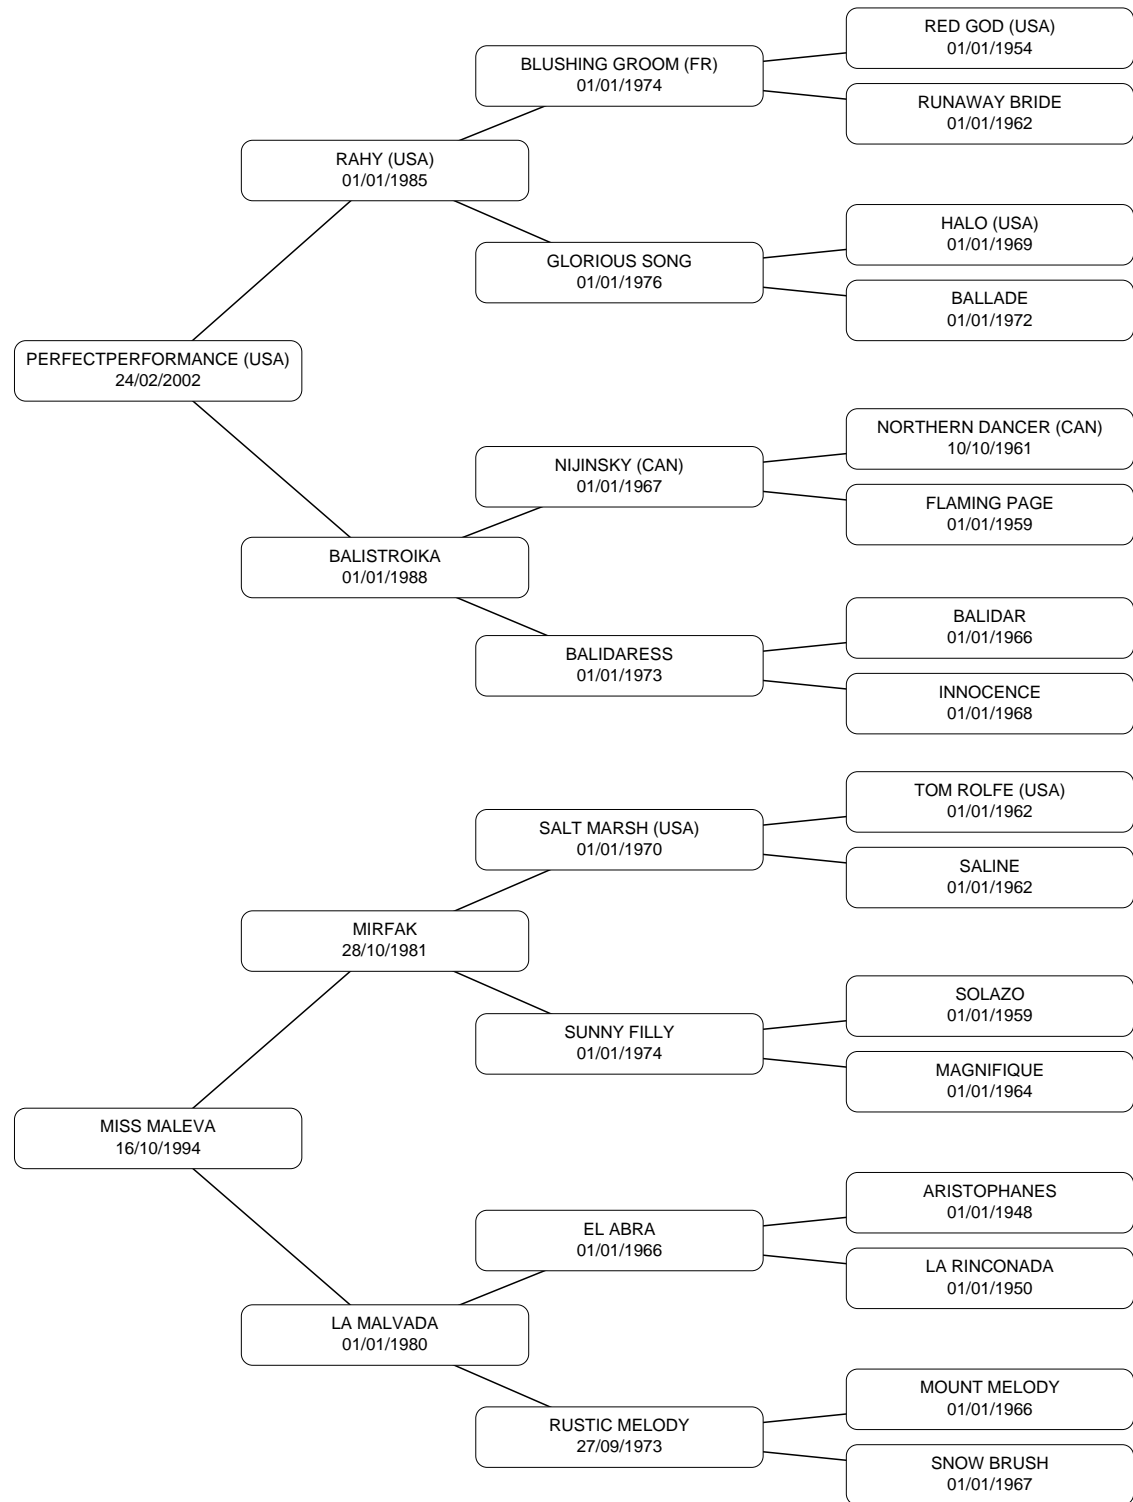 RED GOD (USA)
01/01/1954
BLUSHING GROOM (FR)
01/01/1974
RUNAWAY BRIDE
01/01/1962
RAHY (USA)
01/01/1985
HALO (USA)
01/01/1969
GLORIOUS SONG
01/01/1976
BALLADE
01/01/1972
PERFECTPERFORMANCE (USA)
24/02/2002
NORTHERN DANCER (CAN)
10/10/1961
NIJINSKY (CAN)
01/01/1967
FLAMING PAGE
01/01/1959
BALISTROIKA
01/01/1988
BALIDAR
01/01/1966
BALIDARESS
01/01/1973
INNOCENCE
01/01/1968
TOM ROLFE (USA)
01/01/1962
SALT MARSH (USA)
01/01/1970
SALINE
01/01/1962
MIRFAK
28/10/1981
SOLAZO
01/01/1959
SUNNY FILLY
01/01/1974
MAGNIFIQUE
01/01/1964
MISS MALEVA
16/10/1994
ARISTOPHANES
01/01/1948
EL ABRA
01/01/1966
LA RINCONADA
01/01/1950
LA MALVADA
01/01/1980
MOUNT MELODY
01/01/1966
RUSTIC MELODY
27/09/1973
SNOW BRUSH
01/01/1967